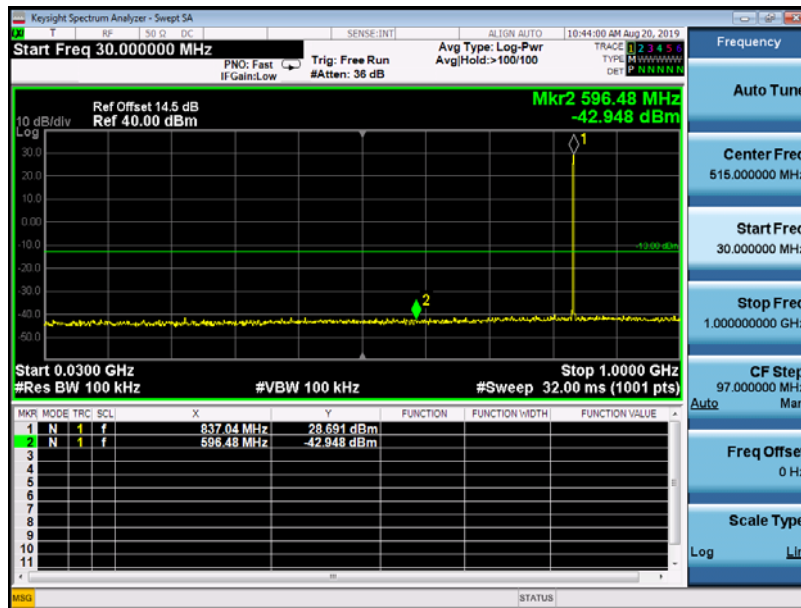 Keysight Spectrum Analyzer - Swept SA
T RF 50 Ω DC SENSE:INT ALIGN AUTO 10:44:00 AM Aug 20, 2019
Start Freq 30.000000 MHz
PNO: Fast
IFGain:Low
Trig: Free Run
#Atten: 36 dB
Avg Type: Log-Pwr
Avg|Hold:>100/100
TRACE 1 2 3 4 5 6
TYPE M WWWWW
DET P N N N N N
Ref Offset 14.5 dB
10 dB/div Ref 40.00 dBm
Log
Mkr2 596.48 MHz
-42.948 dBm
30.0
20.0
10.0
0.00
-10.0
-20.0
-30.0
-40.0
-50.0
1
2
-13.00 dBm
Start 0.0300 GHz Stop 1.0000 GHz
#Res BW 100 kHz #VBW 100 kHz #Sweep 32.00 ms (1001 pts)
MKR MODE TRC SCL X Y FUNCTION FUNCTION WIDTH FUNCTION VALUE
1 N 1 f 837.04 MHz 28.691 dBm
2 N 1 f 596.48 MHz -42.948 dBm
3
4
5
6
7
8
9
10
11
MSG STATUS
Frequency
Auto Tune
Center Freq
515.000000 MHz
Start Freq
30.000000 MHz
Stop Freq
1.000000000 GHz
CF Step
97.000000 MHz
Auto Man
Freq Offset
0 Hz
Scale Type
Log Lin